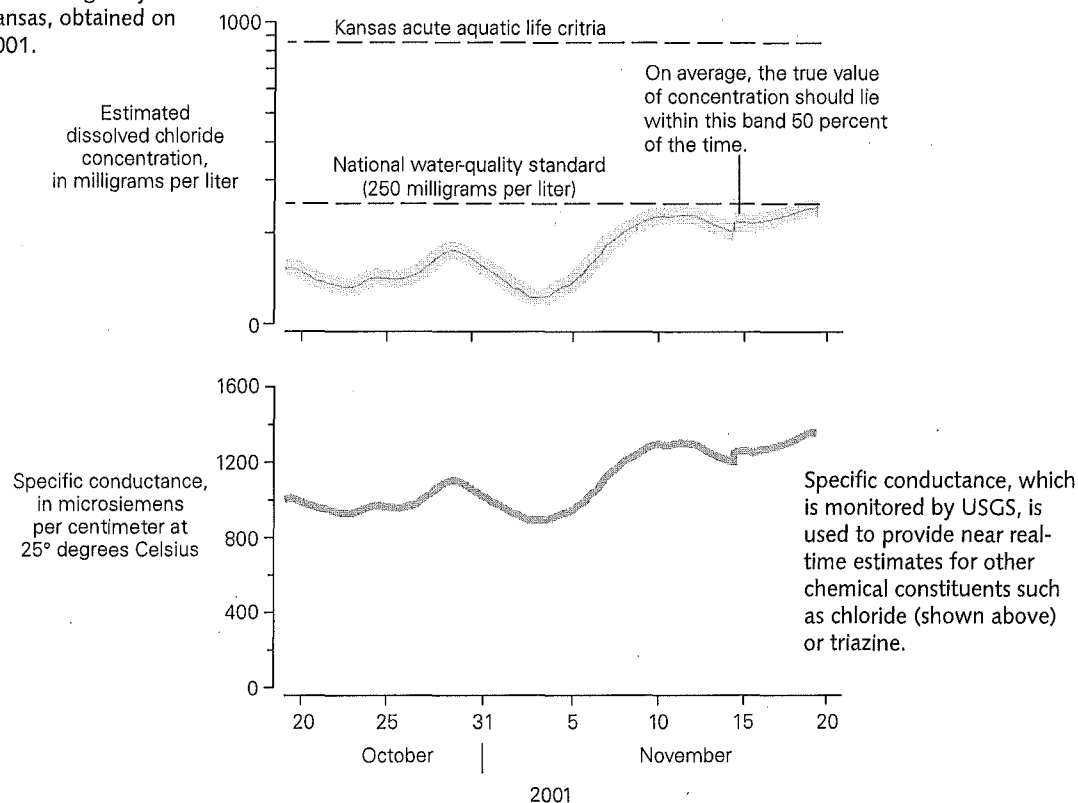 ansas, obtained on
001.
1000
Kansas acute aquatic life critria
On average, the true value
of concentration should lie
within this band 50 percent
of the time.
Estimated
dissolved chloride
concentration,
in milligrams per liter
National water-quality standard
(250 milligrams per liter)
0
1600
1200
800
400
0
Specific conductance,
in microsiemens
per centimeter at
25° degrees Celsius
Specific conductance, which
is monitored by USGS, is
used to provide near real-
time estimates for other
chemical constituents such
as chloride (shown above)
or triazine.
20 25 31 5 10 15 20
October November
2001